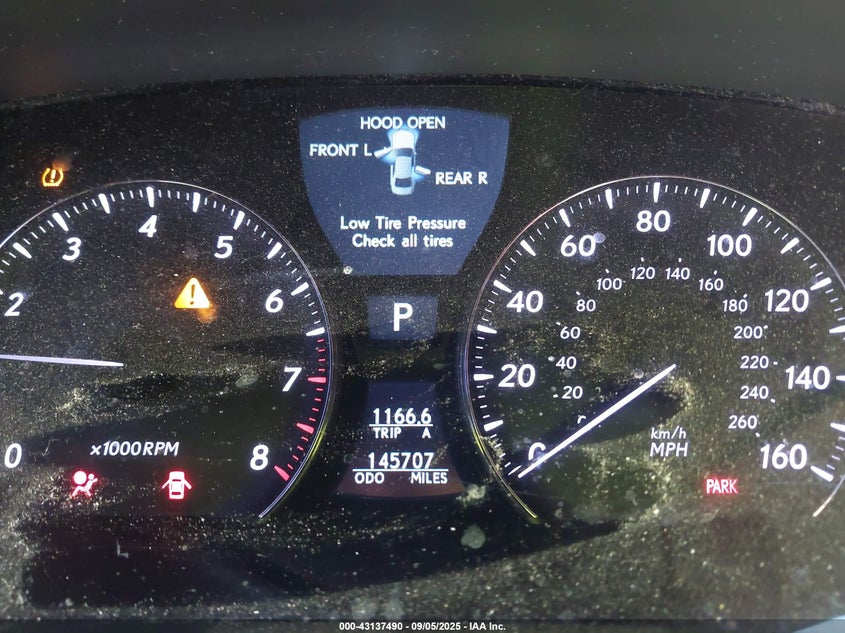 HOOD OPEN
FRONT L
REAR R
Low Tire Pressure
Check all tires
2 3 4 5 6 7 8
0
x1000RPM
P
1166.6
TRIP A
145707
ODO MILES
20 40 60 80 100 120 140 160
20 40 60 80 100 120 140 160 180 200 220 240 260
km/h
MPH
PARK
000-43137490 - 09/05/2025 - IAA Inc.